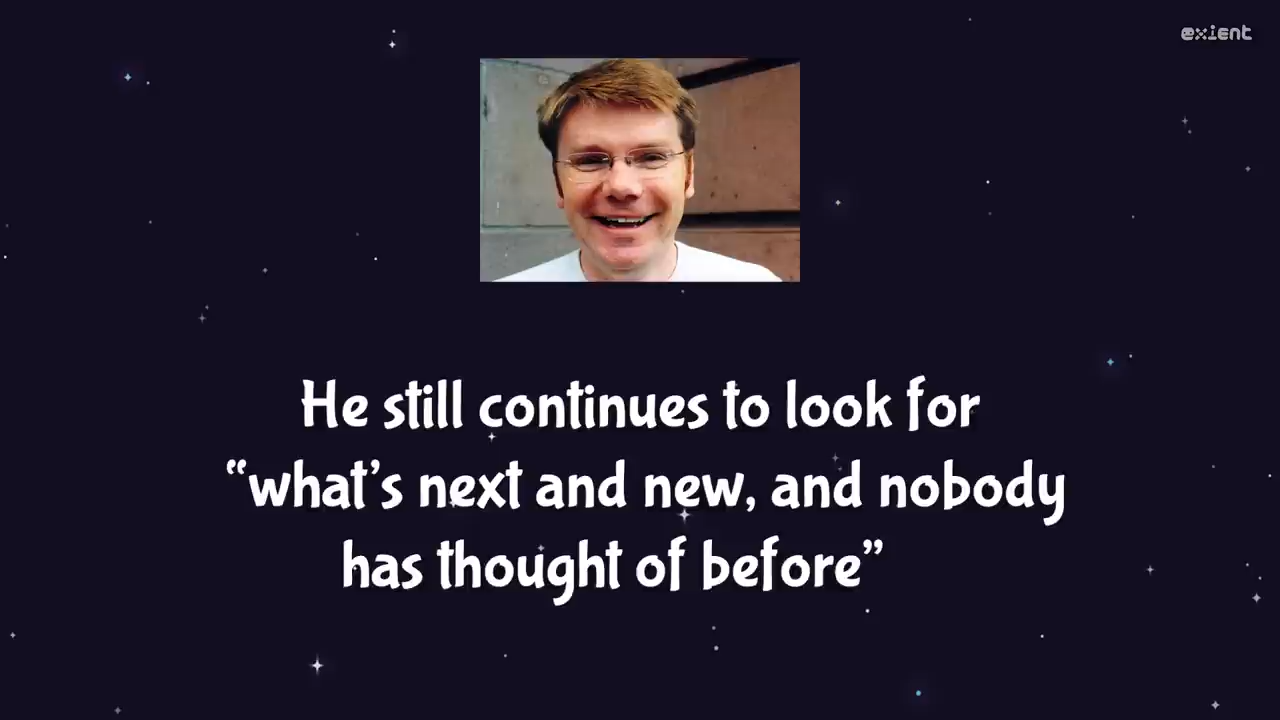 exient
He still continues to look for
“what’s next and new, and nobody
has thought of before”